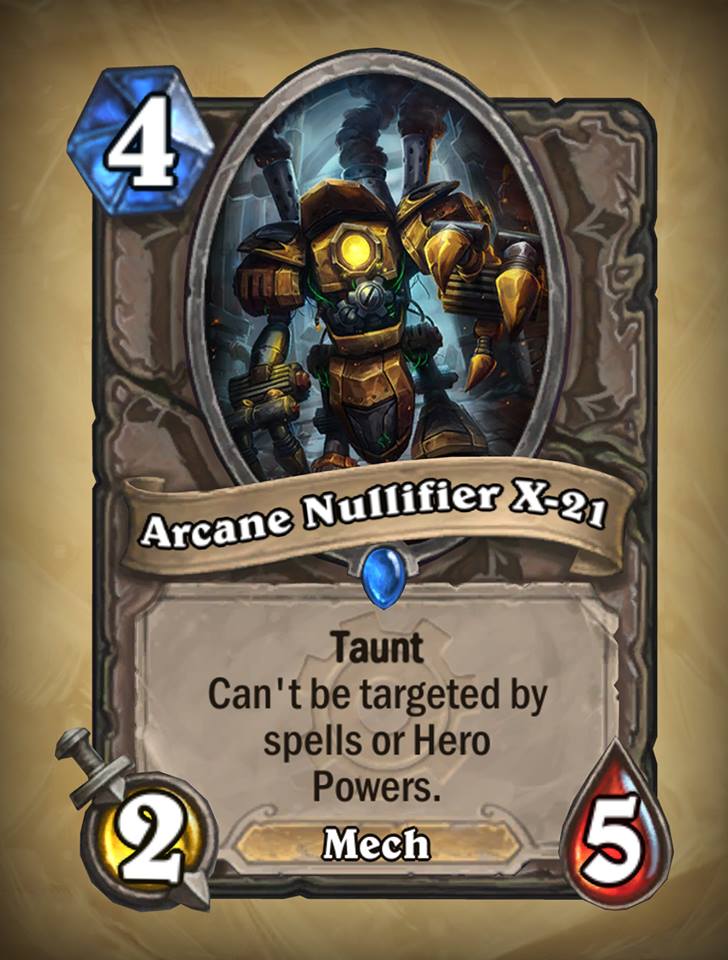 4
Arcane Nullifier X-21
Taunt
Can't be targeted by
spells or Hero
Powers.
2
Mech
5